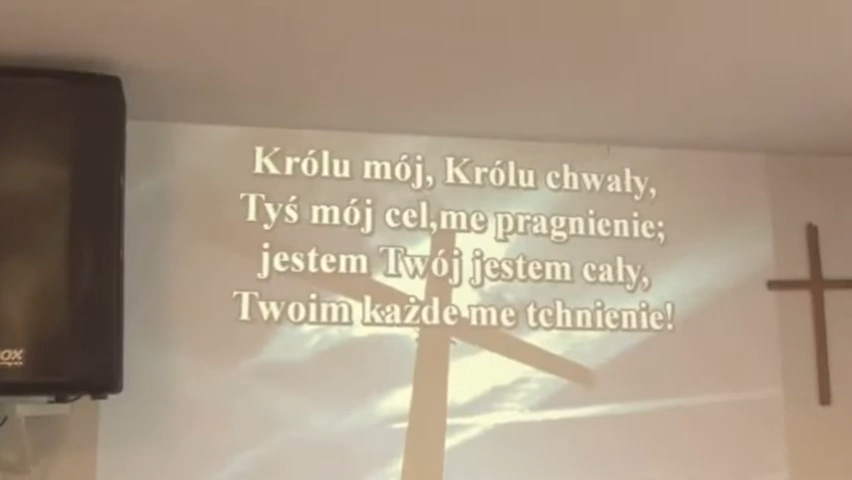 Królu mój, Królu chwały,
Tyś mój cel,me pragnienie;
jestem Twój jestem cały,
Twoim każde me tchnienie!